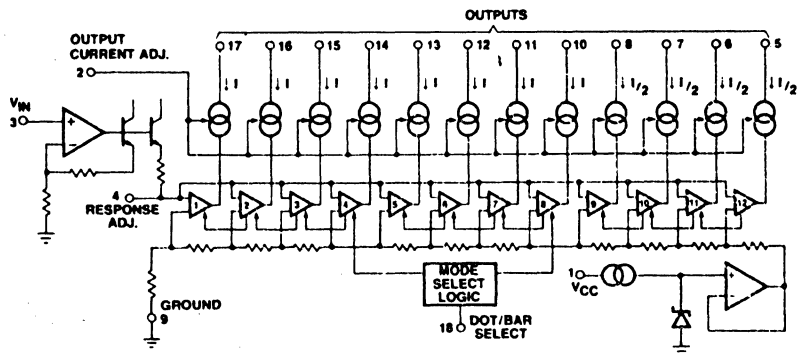 OUTPUTS
OUTPUT
CURRENT ADJ.
2
17 16 15 14 13 12 11 10 8 7 6 5
I I I I I I I I I/2 I/2 I/2 I/2
VIN
3
+
−
4
RESPONSE
ADJ.
1 2 3 4 5 6 7 8 9 10 11 12
GROUND
9
MODE
SELECT
LOGIC
18 DOT/BAR
SELECT
1
VCC
+
−